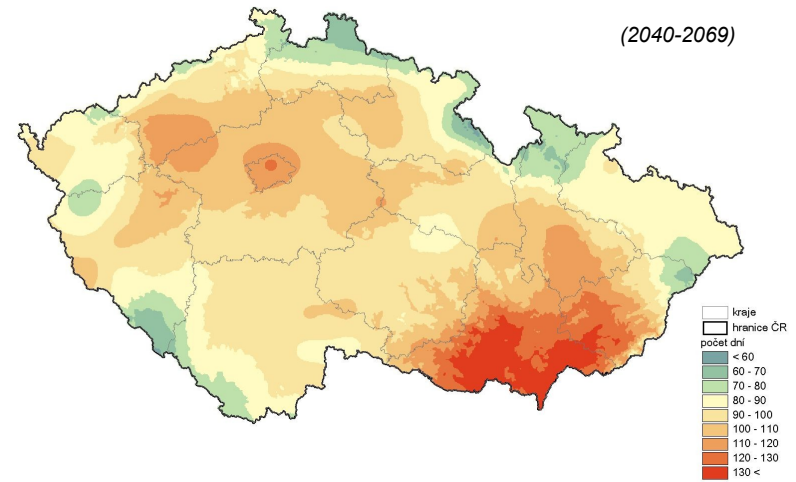 (2040-2069)
kraje
hranice ČR
počet dní
< 60
60 - 70
70 - 80
80 - 90
90 - 100
100 - 110
110 - 120
120 - 130
130 <